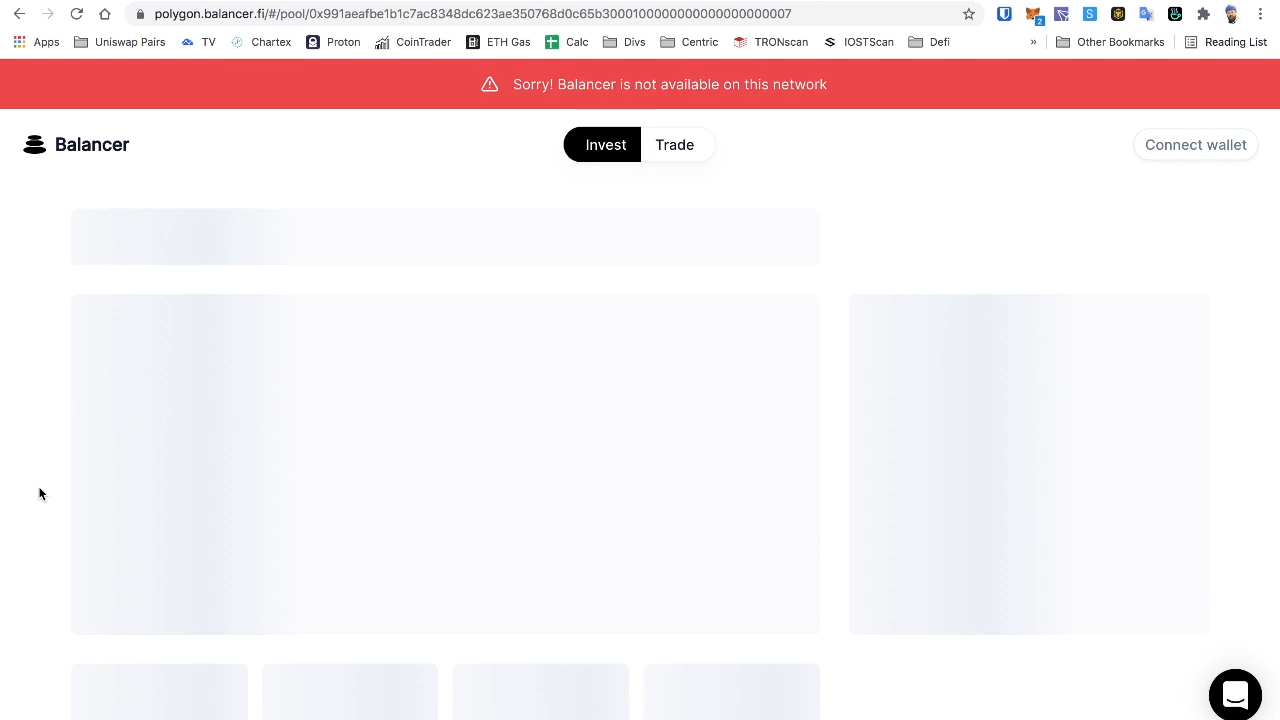 polygon.balancer.fi/#/pool/0x991aeafbe1b1c7ac8348dc623ae350768d0c65b3000100000000000000000007
2
Apps Uniswap Pairs TV Chartex Proton CoinTrader ETH Gas Calc Divs Centric TRONscan IOSTScan Defi » Other Bookmarks Reading List
Sorry! Balancer is not available on this network
Balancer Invest Trade Connect wallet